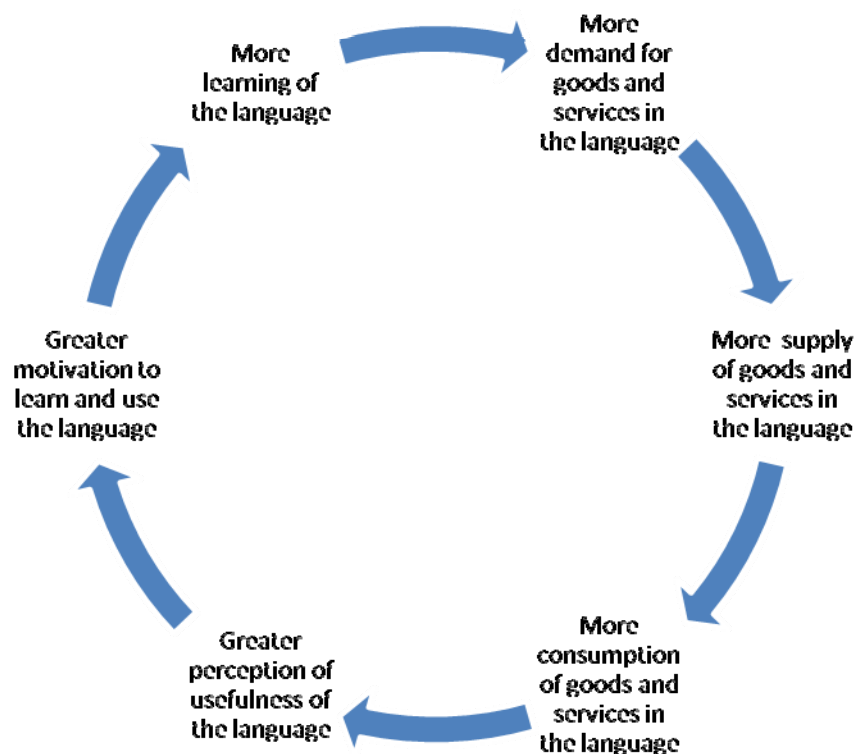 More
learning of
the language
More
demand for
goods and
services in
the language
More supply
of goods and
services in
the language
More
consumption
of goods and
services in
the language
Greater
perception of
usefulness of
the language
Greater
motivation to
learn and use
the language